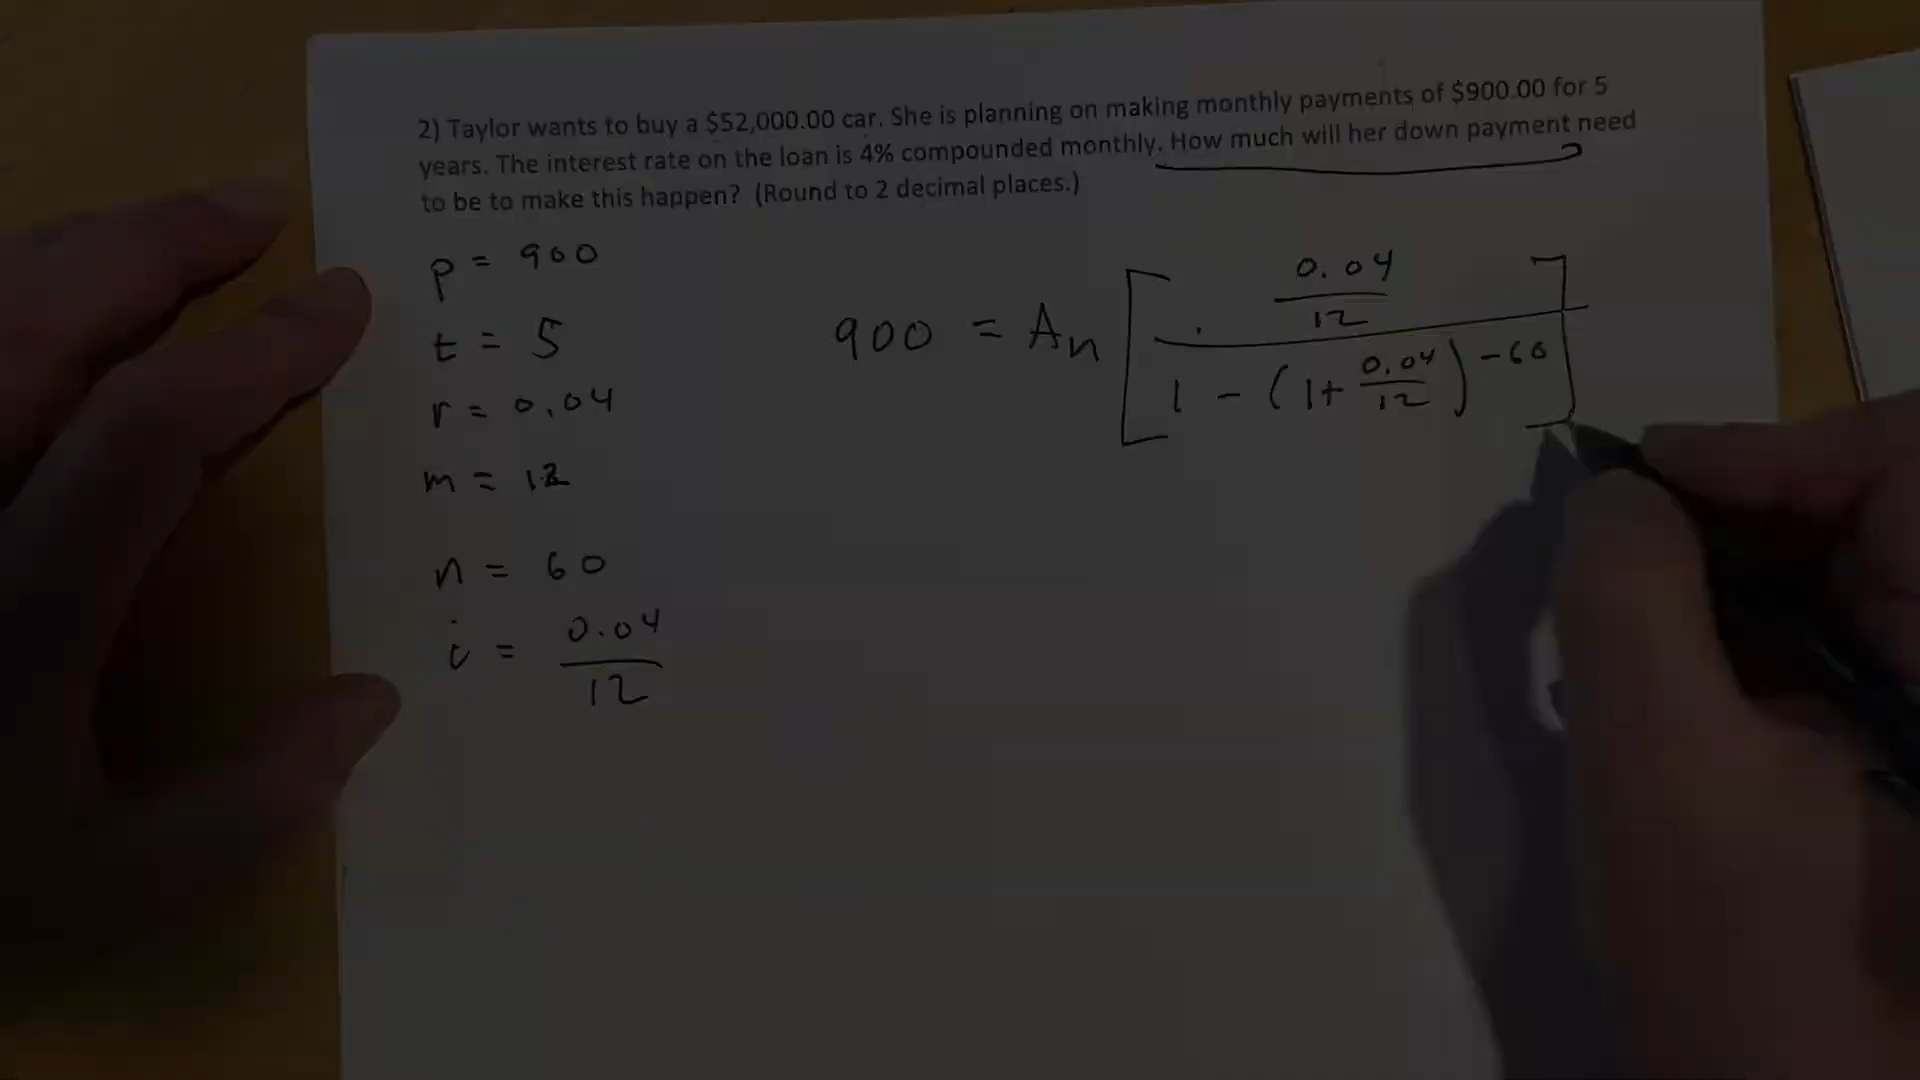 2) Taylor wants to buy a $52,000.00 car. She is planning on making monthly payments of $900.00 for 5
years. The interest rate on the loan is 4% compounded monthly. How much will her down payment need
to be to make this happen? (Round to 2 decimal places.)
p = 900
t = 5
r = 0.04
m = 12
n = 60
i = 0.04
12
900 = An [ 0.04
12
1 - (1 + 0.04
12 )-60 ]